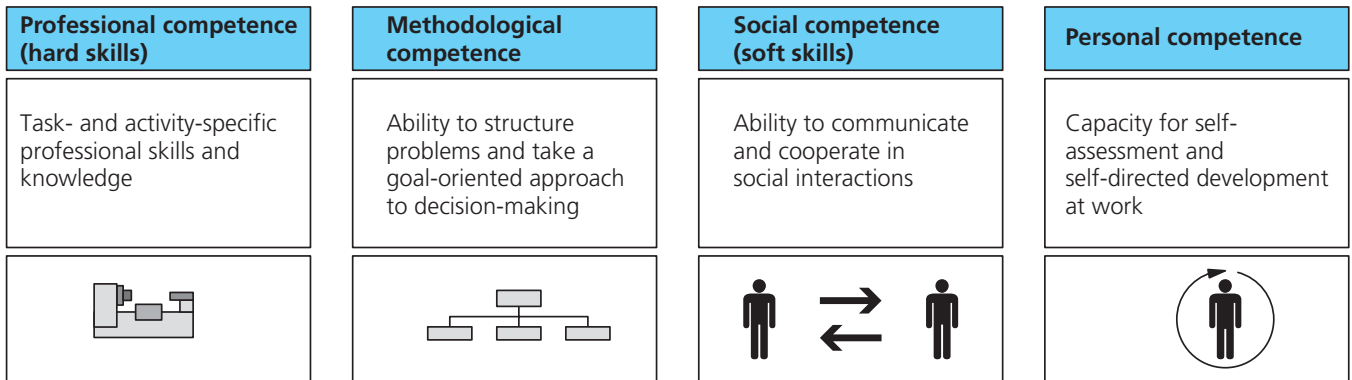 Professional competence
(hard skills)
Task- and activity-specific
professional skills and
knowledge
Methodological
competence
Ability to structure
problems and take a
goal-oriented approach
to decision-making
Social competence
(soft skills)
Ability to communicate
and cooperate in
social interactions
Personal competence
Capacity for self-
assessment and
self-directed development
at work